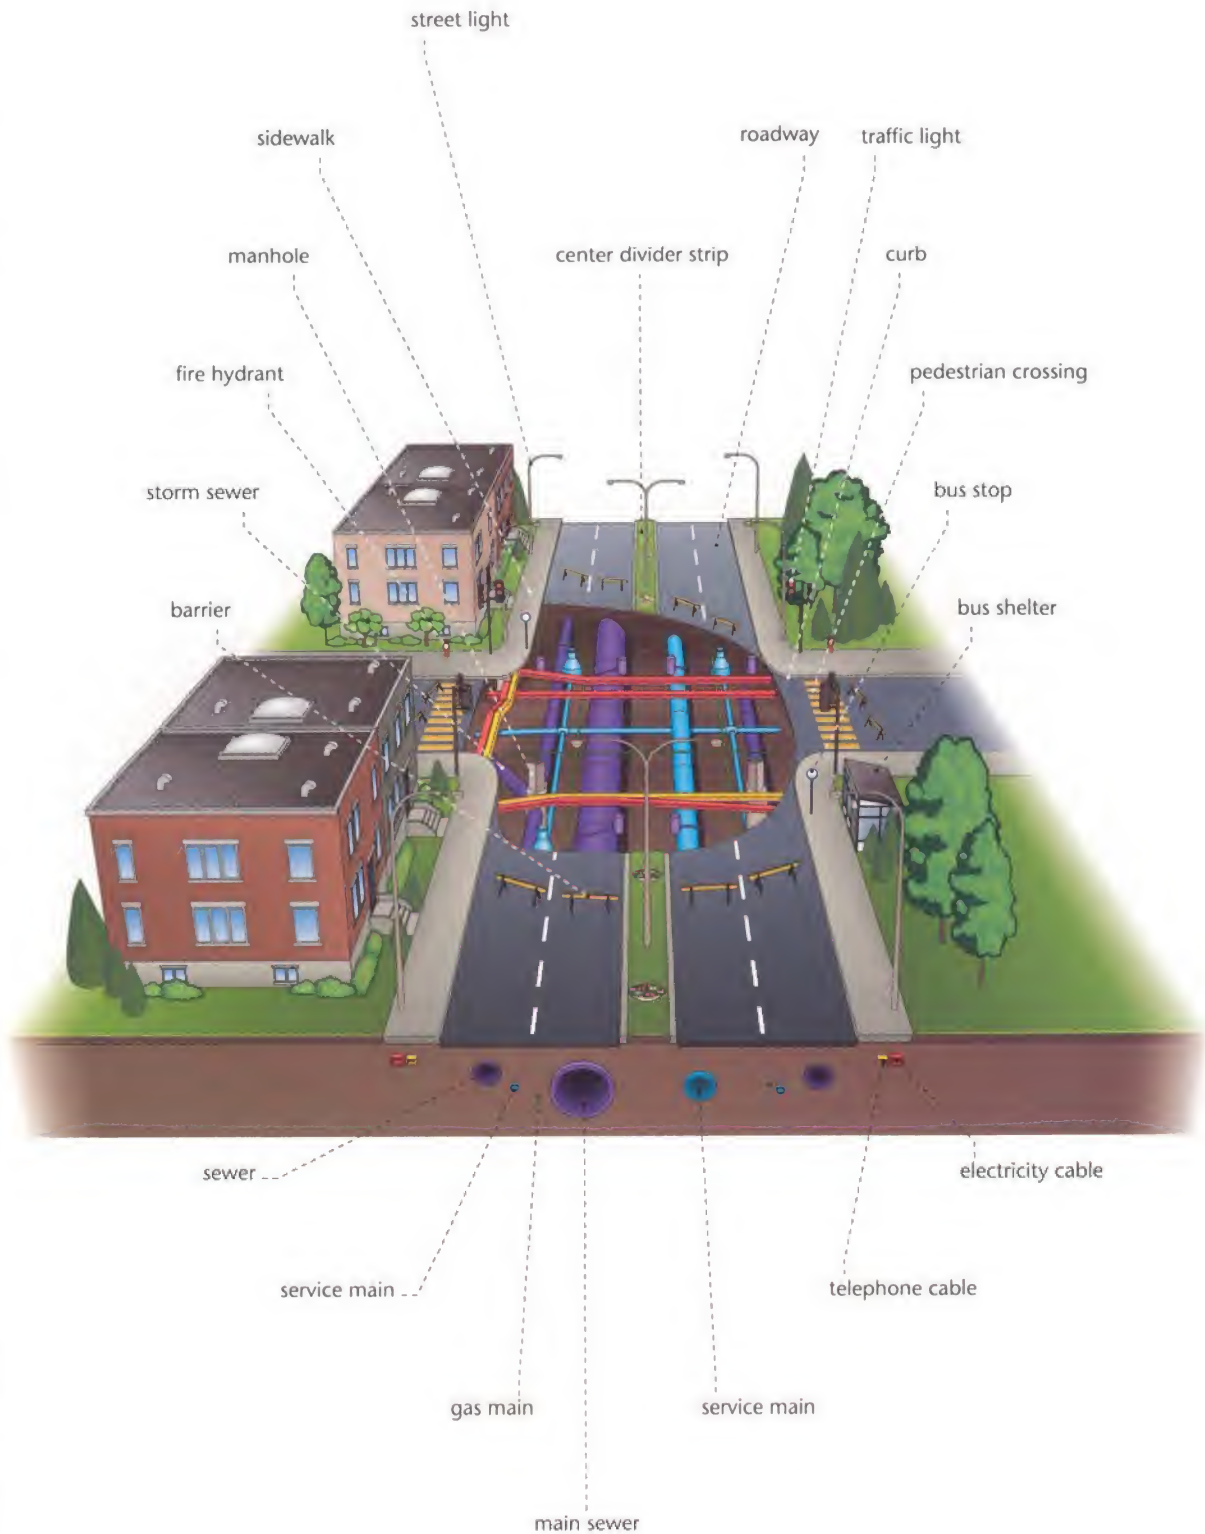 street light
sidewalk
roadway
traffic light
manhole
center divider strip
curb
fire hydrant
pedestrian crossing
storm sewer
bus stop
barrier
bus shelter
sewer
electricity cable
service main
telephone cable
gas main
service main
main sewer